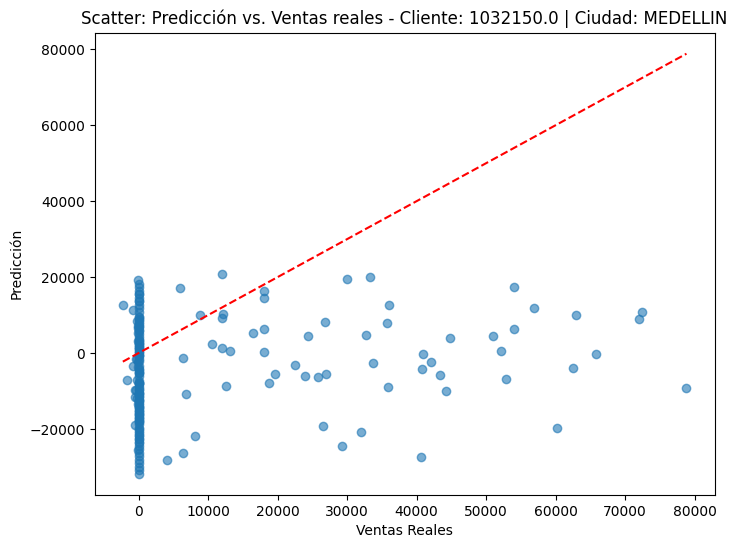 Scatter: Predicción vs. Ventas reales - Cliente: 1032150.0 | Ciudad: MEDELLIN
80000
60000
40000
20000
0
−20000
Predicción
0 10000 20000 30000 40000 50000 60000 70000 80000
Ventas Reales